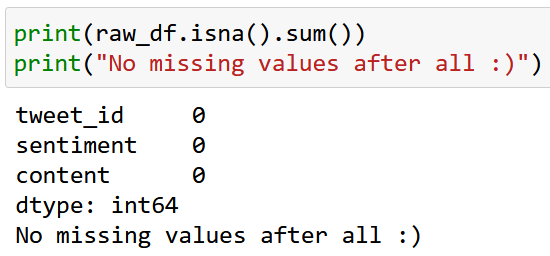 print(raw_df.isna().sum())
print("No missing values after all :)")
tweet_id     0
sentiment    0
content      0
dtype: int64
No missing values after all :)